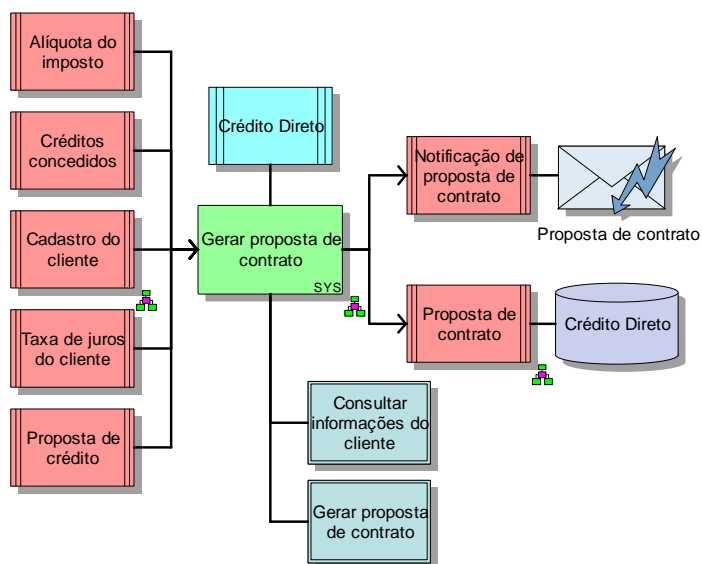 Alíquota do
imposto
Créditos
concedidos
Cadastro do
cliente
Taxa de juros
do cliente
Proposta de
crédito
Crédito Direto
Gerar proposta de
contrato
SYS
Notificação de
proposta de
contrato
Proposta de contrato
Proposta de
contrato
Crédito Direto
Consultar
informações do
cliente
Gerar proposta
de contrato